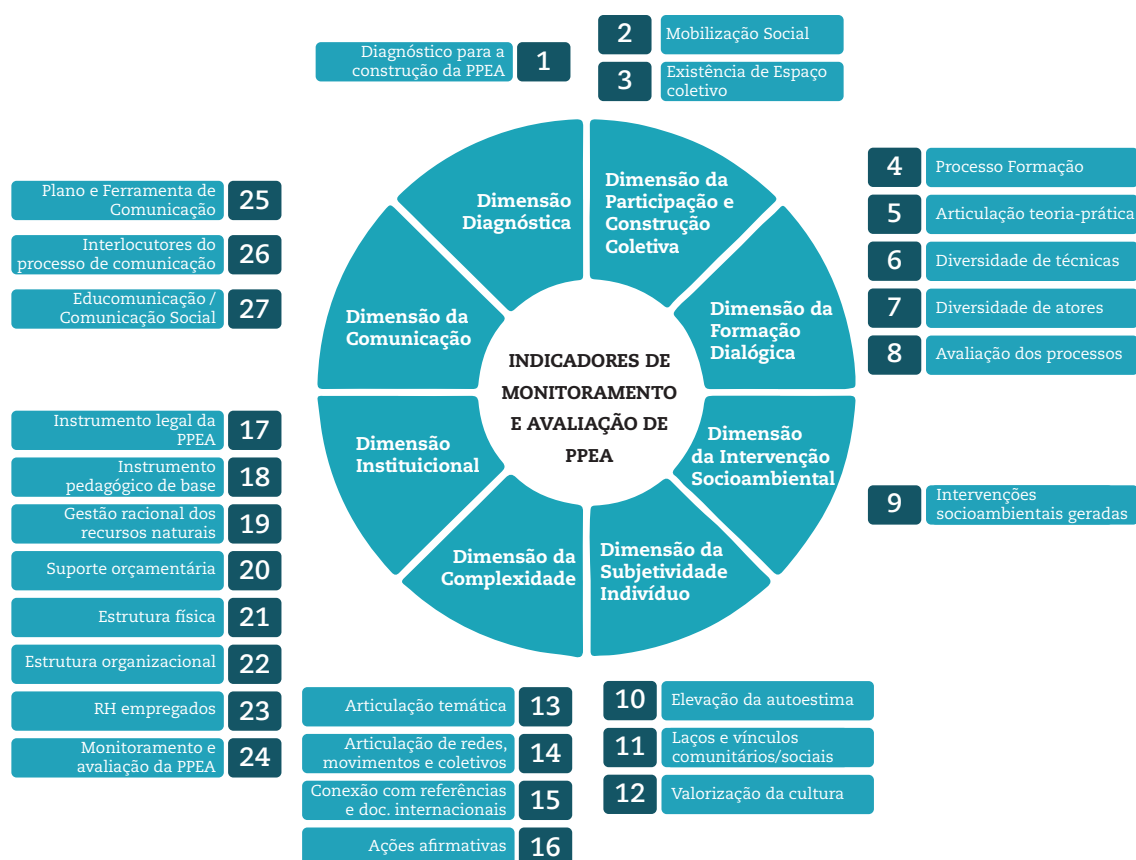 Diagnóstico para a
construção da PPEA
1
2
Mobilização Social
3
Existência de Espaço
coletivo
4
Processo Formação
5
Articulação teoria-prática
6
Diversidade de técnicas
7
Diversidade de atores
8
Avaliação dos processos
9
Intervenções
socioambientais geradas
10
Elevação da autoestima
11
Laços e vínculos
comunitários/sociais
12
Valorização da cultura
Articulação temática
13
Articulação de redes,
movimentos e coletivos
14
Conexão com referências
e doc. internacionais
15
Ações afirmativas
16
Instrumento legal da
PPEA
17
Instrumento
pedagógico de base
18
Gestão racional dos
recursos naturais
19
Suporte orçamentária
20
Estrutura física
21
Estrutura organizacional
22
RH empregados
23
Monitoramento e
avaliação da PPEA
24
Plano e Ferramenta de
Comunicação
25
Interlocutores do
processo de comunicação
26
Educomunicação /
Comunicação Social
27
Dimensão
Diagnóstica
Dimensão da
Participação e
Construção
Coletiva
Dimensão da
Formação
Dialógica
Dimensão
da Intervenção
Socioambiental
Dimensão da
Subjetividade
Indivíduo
Dimensão da
Complexidade
Dimensão
Instituicional
Dimensão da
Comunicação
INDICADORES DE
MONITORAMENTO
E AVALIAÇÃO DE
PPEA